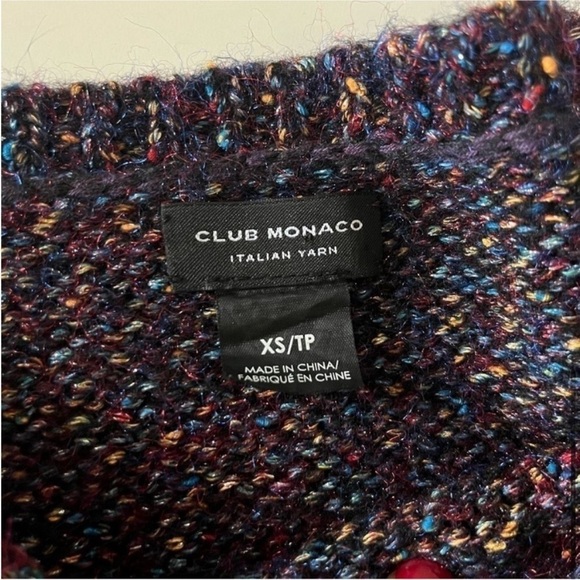 CLUB MONACO
ITALIAN YARN
XS/TP
MADE IN CHINA/
FABRIQUÉ EN CHINE